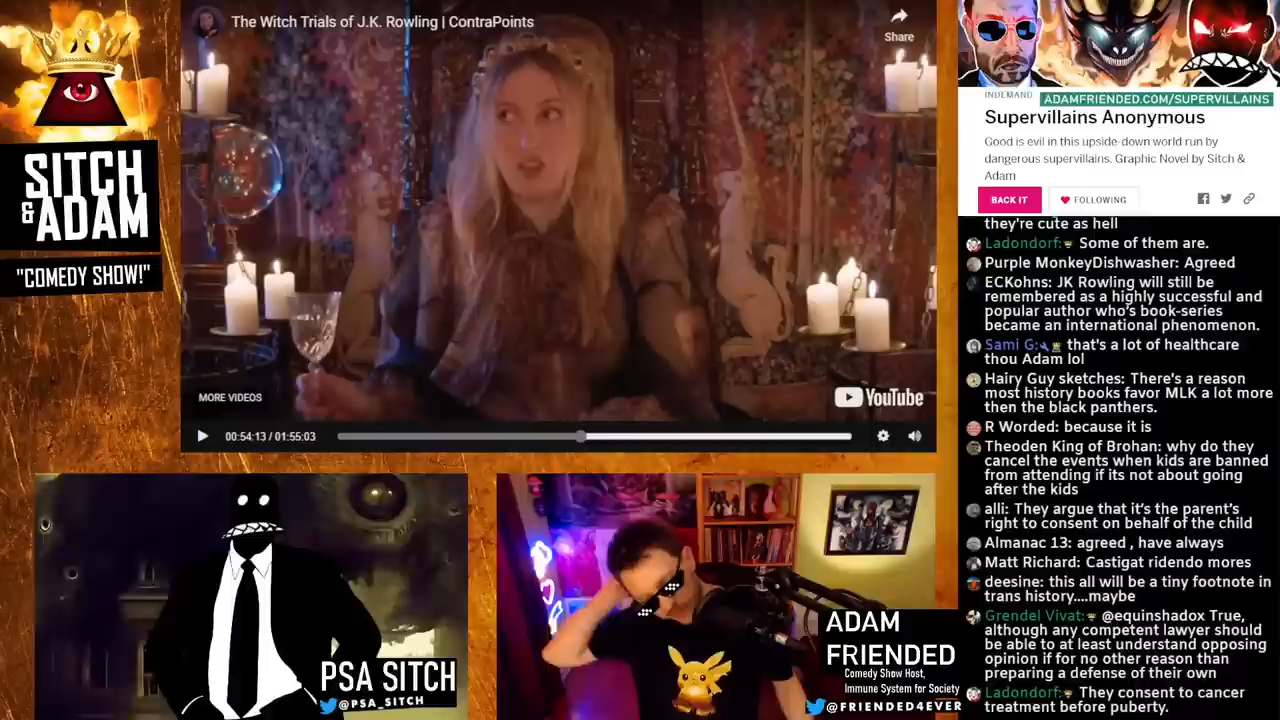 The Witch Trials of J.K. Rowling | ContraPoints
Share
MORE VIDEOS
YouTube
00:54:13 / 01:55:03
SITCH
& ADAM
"COMEDY SHOW!"
PSA SITCH
@PSA_SITCH
ADAM
FRIENDED
Comedy Show Host,
Immune System for Society
@FRIENDED4EVER
INDEMAND
ADAMFRIENDED.COM/SUPERVILLAINS
Supervillains Anonymous
Good is evil in this upside-down world run by
dangerous supervillains. Graphic Novel by Sitch &
Adam
BACK IT
FOLLOWING
they're cute as hell
Ladondorf: Some of them are.
Purple MonkeyDishwasher: Agreed
ECKohns: JK Rowling will still be
remembered as a highly successful and
popular author who's book-series
became an international phenomenon.
Sami G: that's a lot of healthcare
thou Adam lol
Hairy Guy sketches: There's a reason
most history books favor MLK a lot more
then the black panthers.
R Worded: because it is
Theoden King of Brohan: why do they
cancel the events when kids are banned
from attending if its not about going
after the kids
alli: They argue that it's the parent's
right to consent on behalf of the child
Almanac 13: agreed , have always
Matt Richard: Castigat ridendo mores
deesine: this all will be a tiny footnote in
trans history....maybe
Grendel Vivat: @equinshadox True,
although any competent lawyer should
be able to at least understand opposing
opinion if for no other reason than
preparing a defense of their own
Ladondorf: They consent to cancer
treatment before puberty.